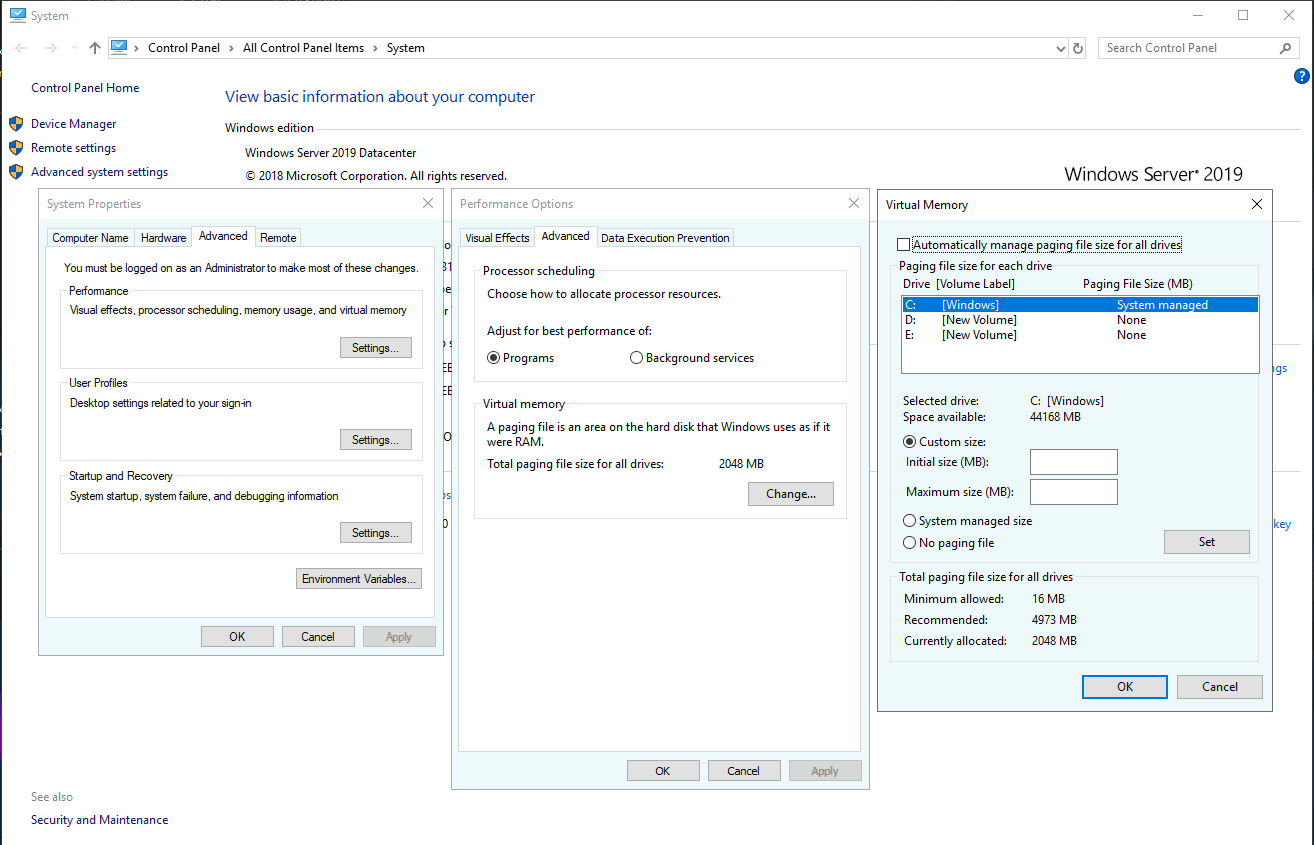 System
Control Panel
All Control Panel Items
System
Search Control Panel
Control Panel Home
Device Manager
Remote settings
Advanced system settings
View basic information about your computer
Windows edition
Windows Server 2019 Datacenter
© 2018 Microsoft Corporation. All rights reserved.
Windows Server® 2019
System Properties
Computer Name
Hardware
Advanced
Remote
You must be logged on as an Administrator to make most of these changes.
Performance
Visual effects, processor scheduling, memory usage, and virtual memory
Settings...
User Profiles
Desktop settings related to your sign-in
Settings...
Startup and Recovery
System startup, system failure, and debugging information
Settings...
Environment Variables...
OK
Cancel
Apply
Performance Options
Visual Effects
Advanced
Data Execution Prevention
Processor scheduling
Choose how to allocate processor resources.
Adjust for best performance of:
Programs
Background services
Virtual memory
A paging file is an area on the hard disk that Windows uses as if it
were RAM.
Total paging file size for all drives: 2048 MB
Change...
OK
Cancel
Apply
Virtual Memory
Automatically manage paging file size for all drives
Paging file size for each drive
Drive [Volume Label] Paging File Size (MB)
C: [Windows] System managed
D: [New Volume] None
E: [New Volume] None
Selected drive: C: [Windows]
Space available: 44168 MB
Custom size:
Initial size (MB):
Maximum size (MB):
System managed size
No paging file
Set
Total paging file size for all drives
Minimum allowed: 16 MB
Recommended: 4973 MB
Currently allocated: 2048 MB
OK
Cancel
key
See also
Security and Maintenance